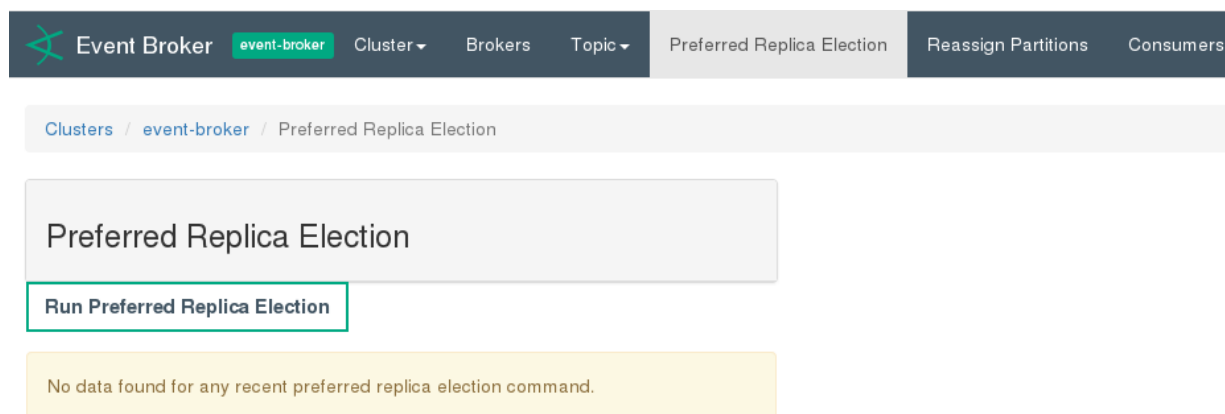 Event Broker event-broker Cluster Brokers Topic Preferred Replica Election Reassign Partitions Consumers
Clusters / event-broker / Preferred Replica Election
Preferred Replica Election
Run Preferred Replica Election
No data found for any recent preferred replica election command.